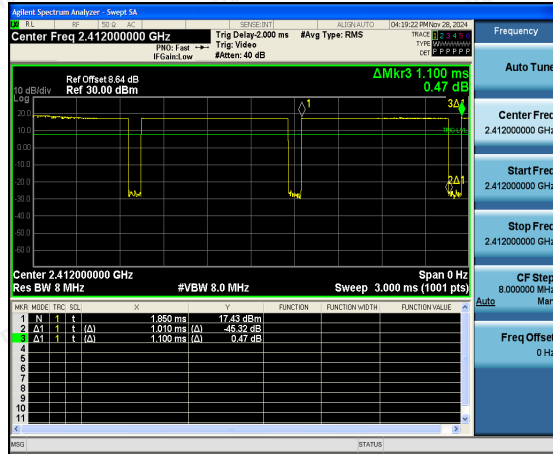 Agilent Spectrum Analyzer - Swept SA
RL RF 50 Ω AC SENSE:INT ALIGN AUTO 04:19:22 PM Nov 28, 2024
Center Freq 2.412000000 GHz
PNO: Fast
IFGain:Low
Trig Delay-2.000 ms
Trig: Video
#Atten: 40 dB
#Avg Type: RMS
TRACE 1 2 3 4 5 6
TYPE WWWWWW
DET P P P P P P
Frequency
Auto Tune
Center Freq
2.412000000 GHz
Start Freq
2.412000000 GHz
Stop Freq
2.412000000 GHz
CF Step
8.000000 MHz
Auto Man
Freq Offset
0 Hz
ΔMkr3 1.100 ms
0.47 dB
Ref Offset 8.64 dB
10 dB/div Ref 30.00 dBm
Log
20.0
10.0
0.00
-10.0
-20.0
-30.0
-40.0
-50.0
-60.0
1
3Δ1
TRIG LVL
2Δ1
Center 2.412000000 GHz Span 0 Hz
Res BW 8 MHz #VBW 8.0 MHz Sweep 3.000 ms (1001 pts)
MKR MODE TRC SCL X Y FUNCTION FUNCTION WIDTH FUNCTION VALUE
1 N 1 t 1.850 ms 17.43 dBm
2 Δ1 1 t (Δ) 1.010 ms (Δ) -45.32 dB
3 Δ1 1 t (Δ) 1.100 ms (Δ) 0.47 dB
4
5
6
7
8
9
10
11
MSG STATUS